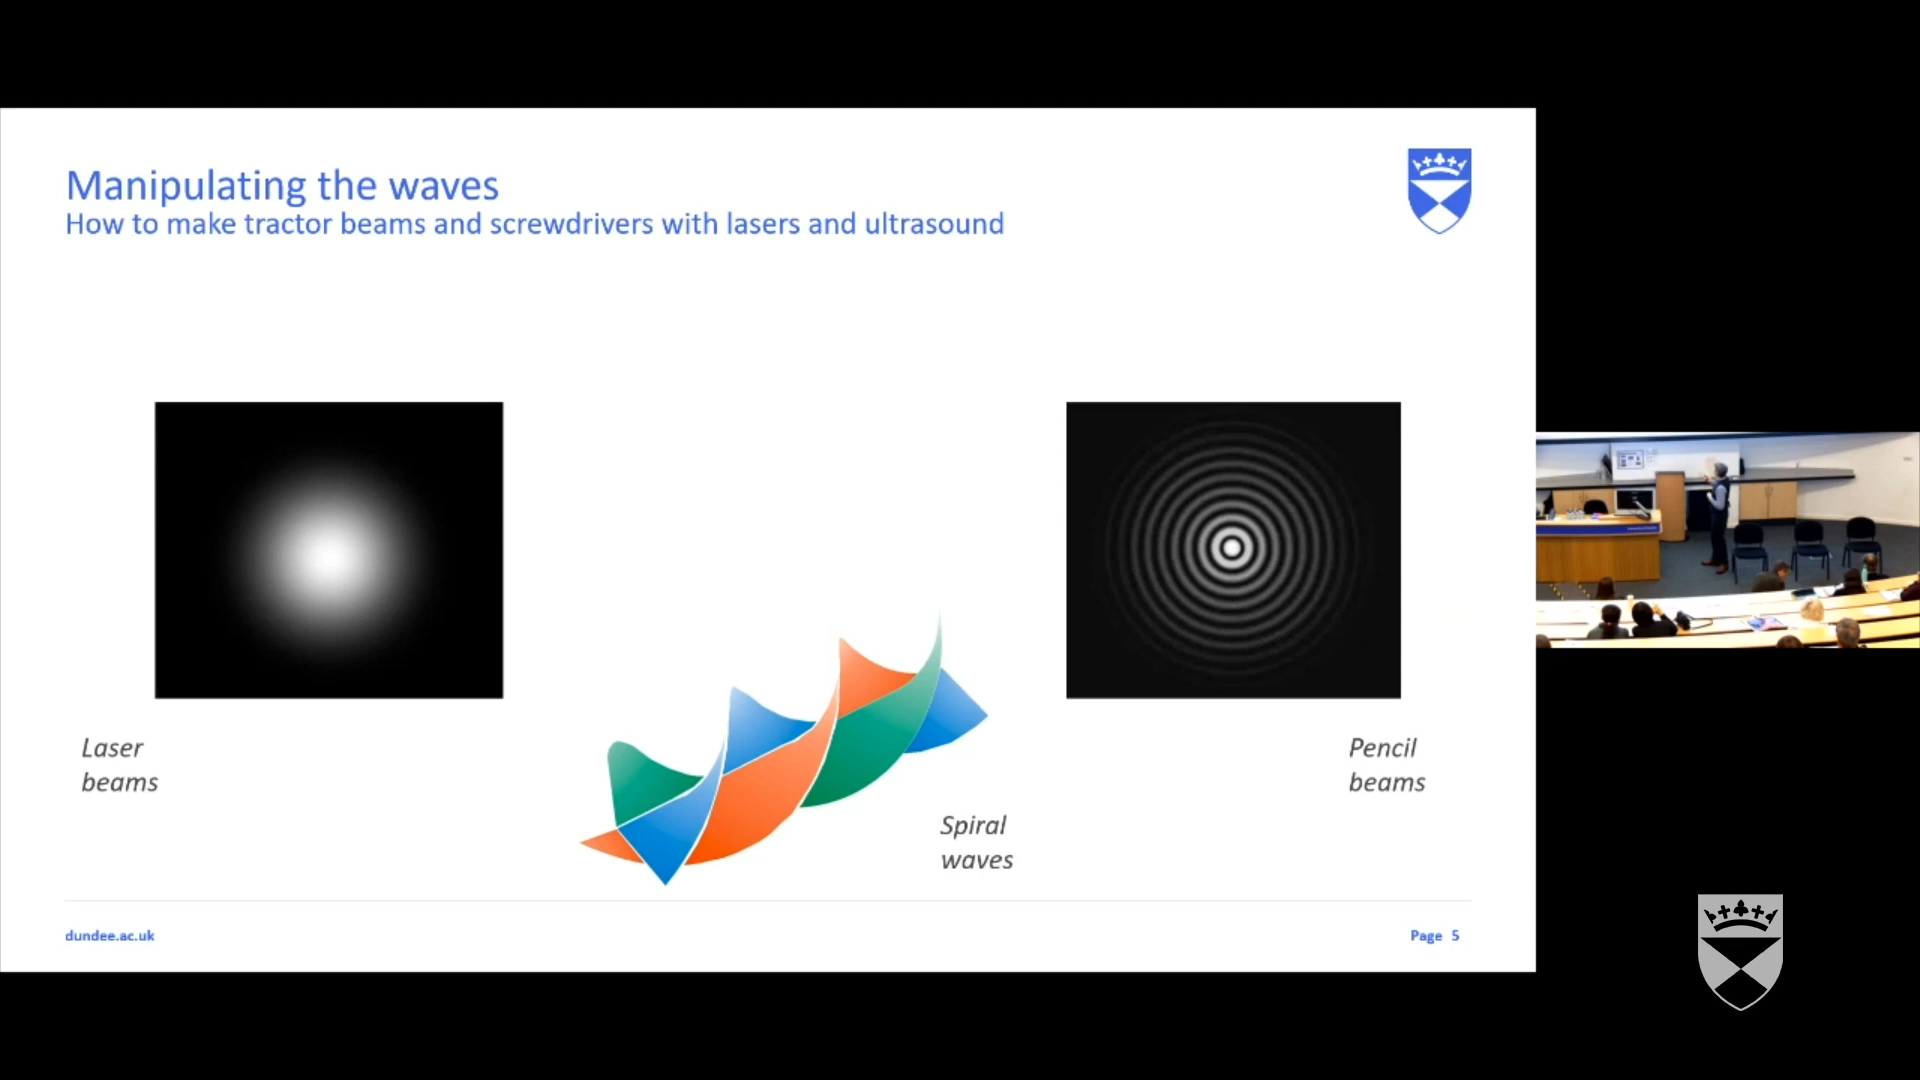 Manipulating the waves
How to make tractor beams and screwdrivers with lasers and ultrasound
Laser
beams
Spiral
waves
Pencil
beams
dundee.ac.uk
Page 5